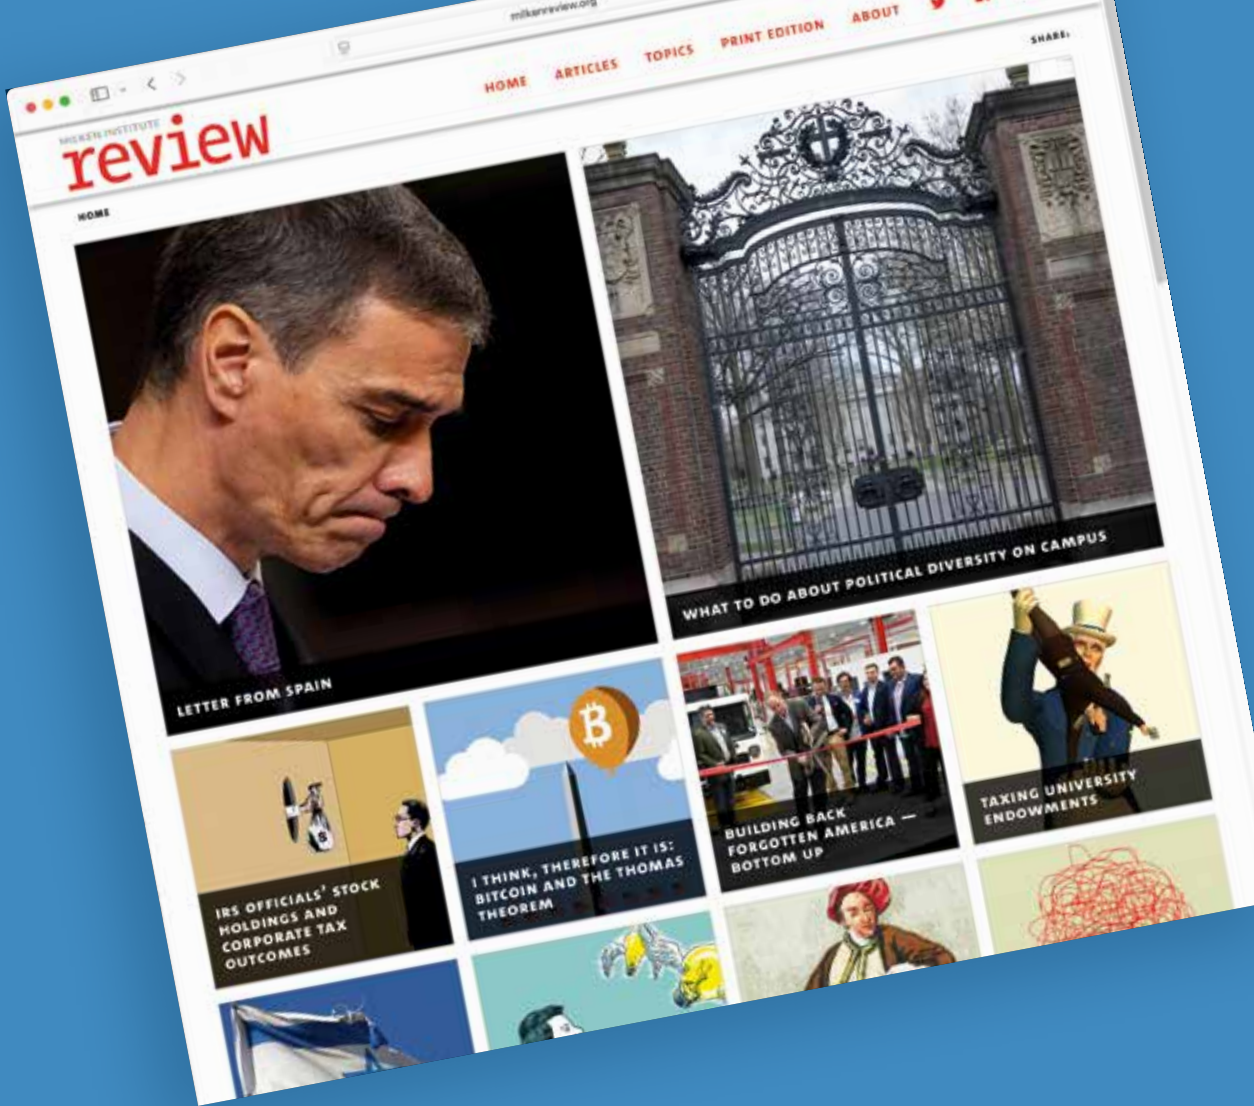 milkenreview.org
HOME ARTICLES TOPICS PRINT EDITION ABOUT
MILKEN INSTITUTE
review
SHARE:
HOME
LETTER FROM SPAIN
WHAT TO DO ABOUT POLITICAL DIVERSITY ON CAMPUS
IRS OFFICIALS' STOCK
HOLDINGS AND
CORPORATE TAX
OUTCOMES
$
B
I THINK, THEREFORE IT IS:
BITCOIN AND THE THOMAS
THEOREM
BUILDING BACK
FORGOTTEN AMERICA —
BOTTOM UP
TAXING UNIVERSITY
ENDOWMENTS